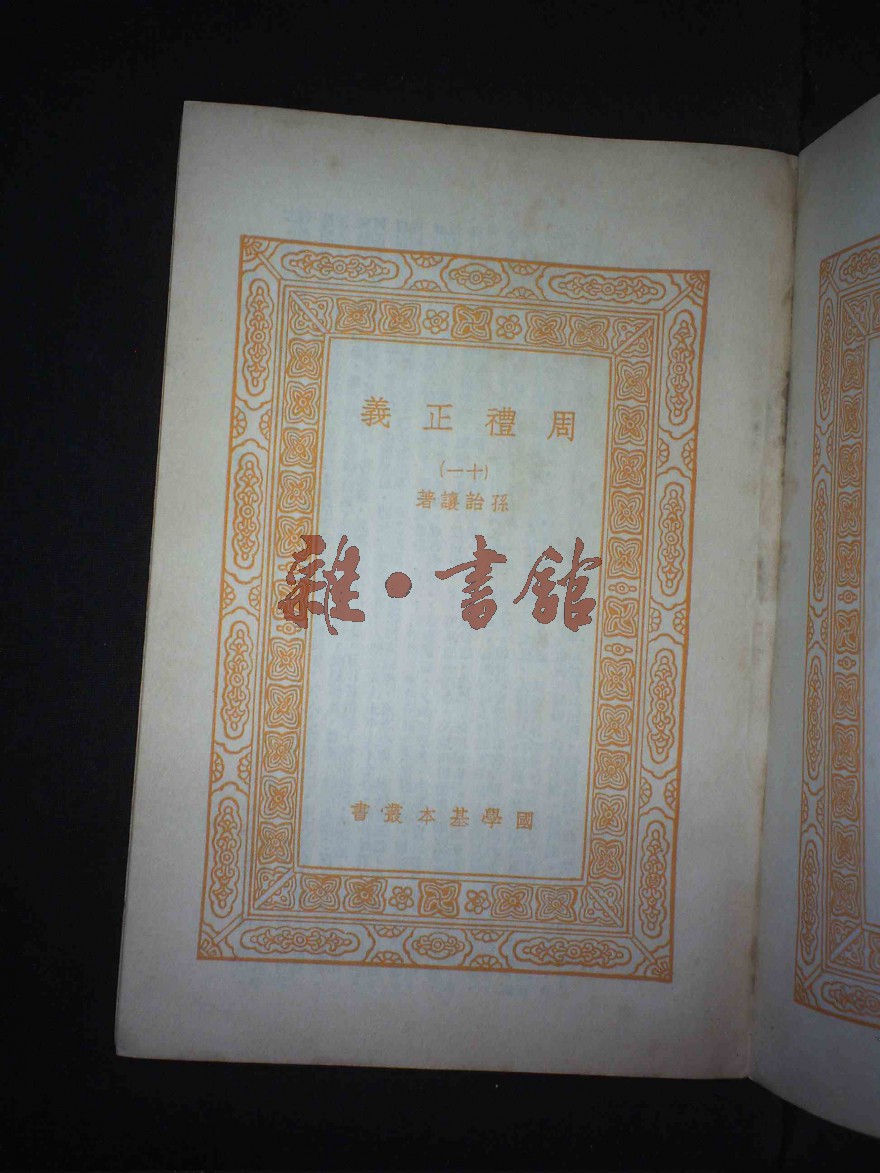 周禮正義
(十一)
孫詒讓著
雜·書館
國學基本叢書